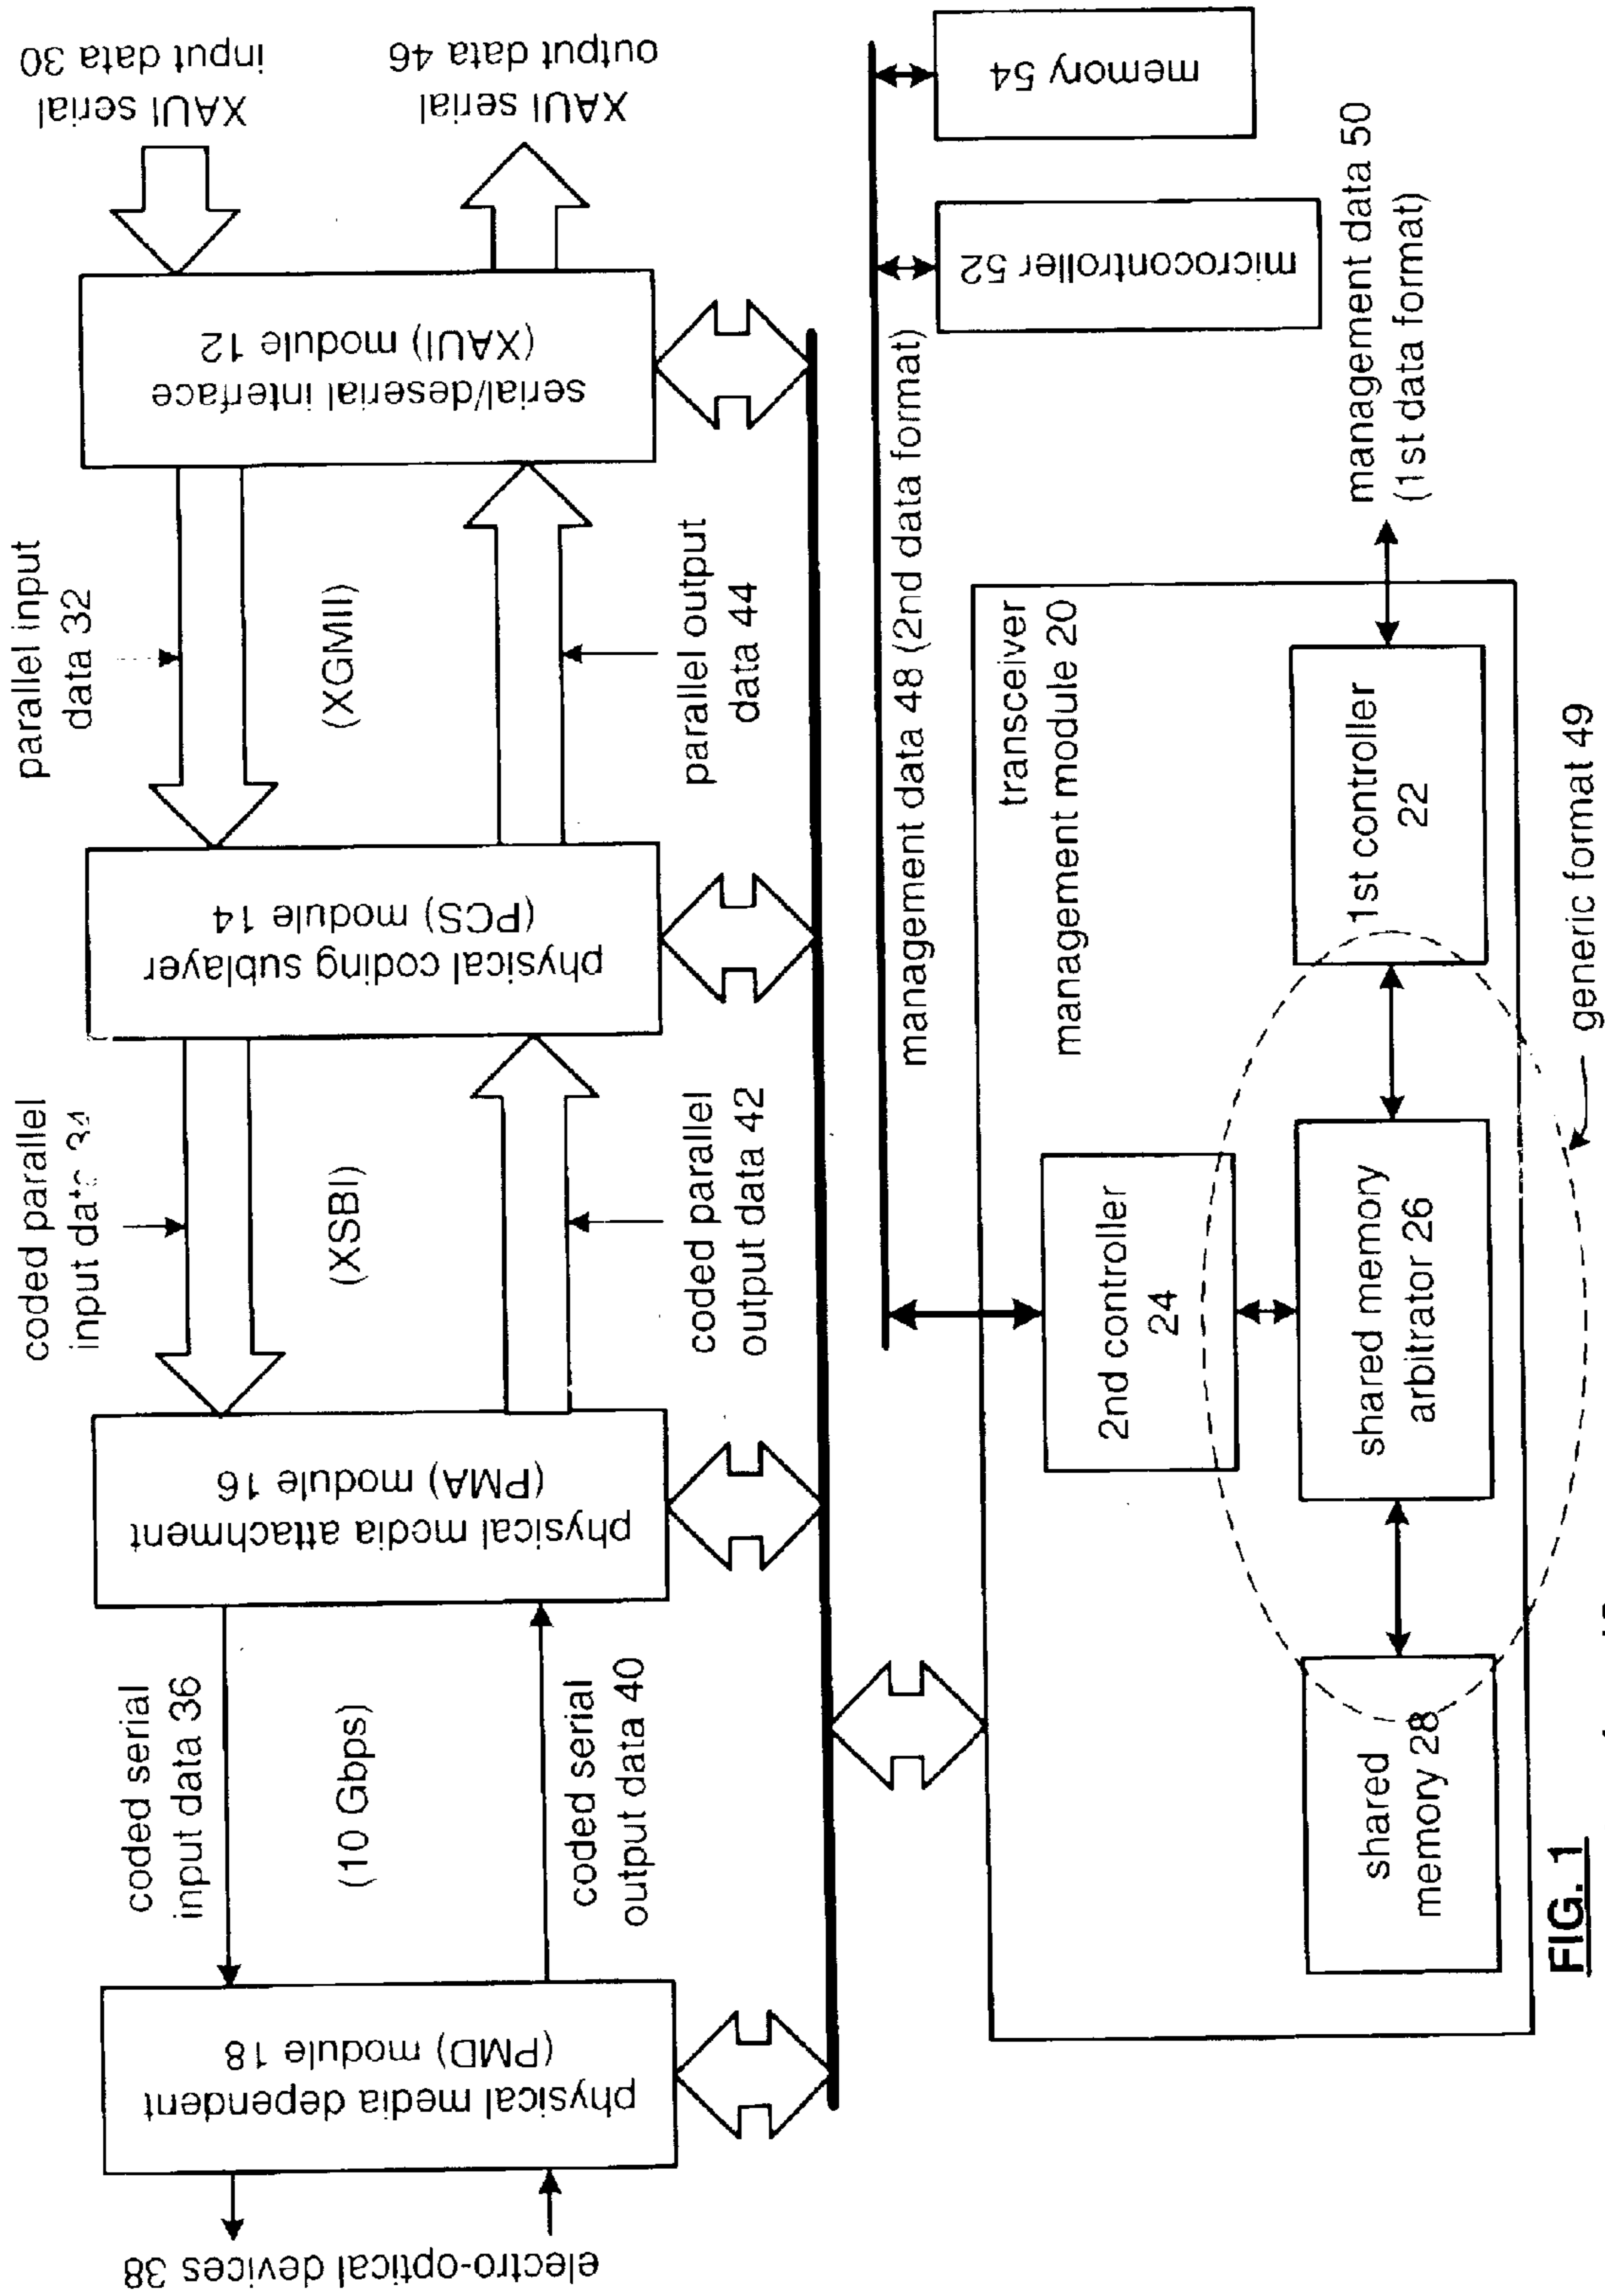 XAUI serial
input data 30
XAUI serial
output data 46
serial/deserial interface
(XAUI) module 12
parallel input
data 32
(XGMII)
parallel output
data 44
physical coding sublayer
(PCS) module 14
coded parallel
input data 34
(XSBI)
coded parallel
output data 42
physical media attachment
(PMA) module 16
coded serial
input data 36
(10 Gbps)
coded serial
output data 40
physical media dependent
(PMD) module 18
electro-optical devices 38
management data 48 (2nd data format)
microcontroller 52
memory 54
management data 50
(1st data format)
transceiver
management module 20
1st controller
22
2nd controller
24
shared memory
arbitrator 26
shared
memory 28
generic format 49
FIG. 1